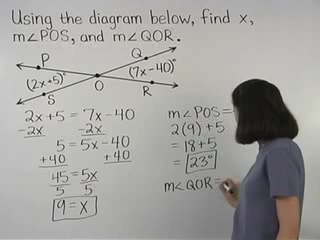 Using the diagram below, find x,
m∠POS, and m∠QOR.
P
Q
(2x+5)°
(7x-40)°
O
S
R
2x+5 = 7x-40
-2x -2x
5 = 5x-40
+40 +40
45 = 5x
5 5
9 = x
m∠POS=
2(9)+5
= 18+5
= 23°
m∠QOR=